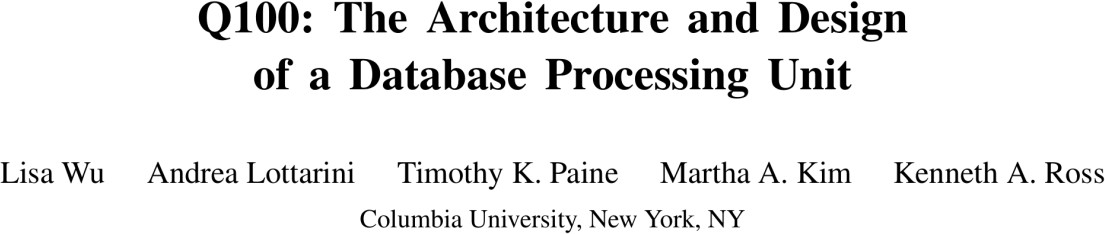 Q100: The Architecture and Design
of a Database Processing Unit
Lisa Wu Andrea Lottarini Timothy K. Paine Martha A. Kim Kenneth A. Ross
Columbia University, New York, NY